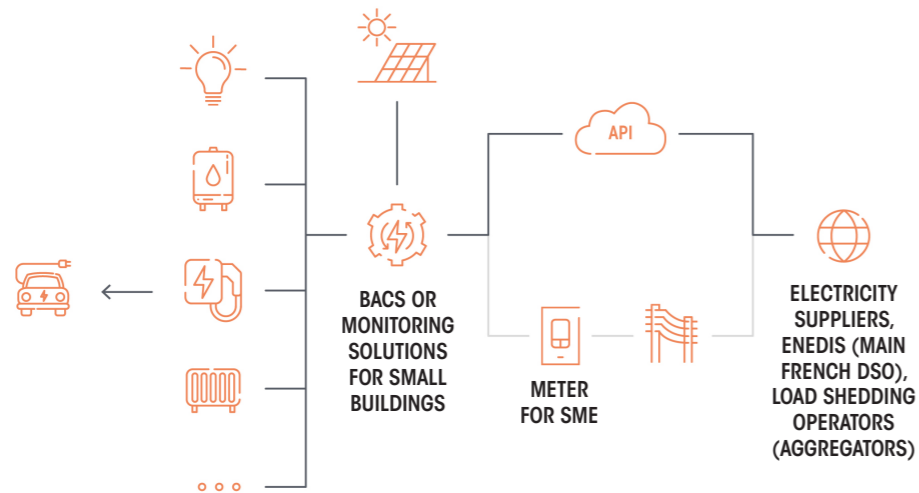 API
BACS OR
MONITORING
SOLUTIONS
FOR SMALL
BUILDINGS
METER
FOR SME
ELECTRICITY
SUPPLIERS,
ENEDIS (MAIN
FRENCH DSO),
LOAD SHEDDING
OPERATORS
(AGGREGATORS)